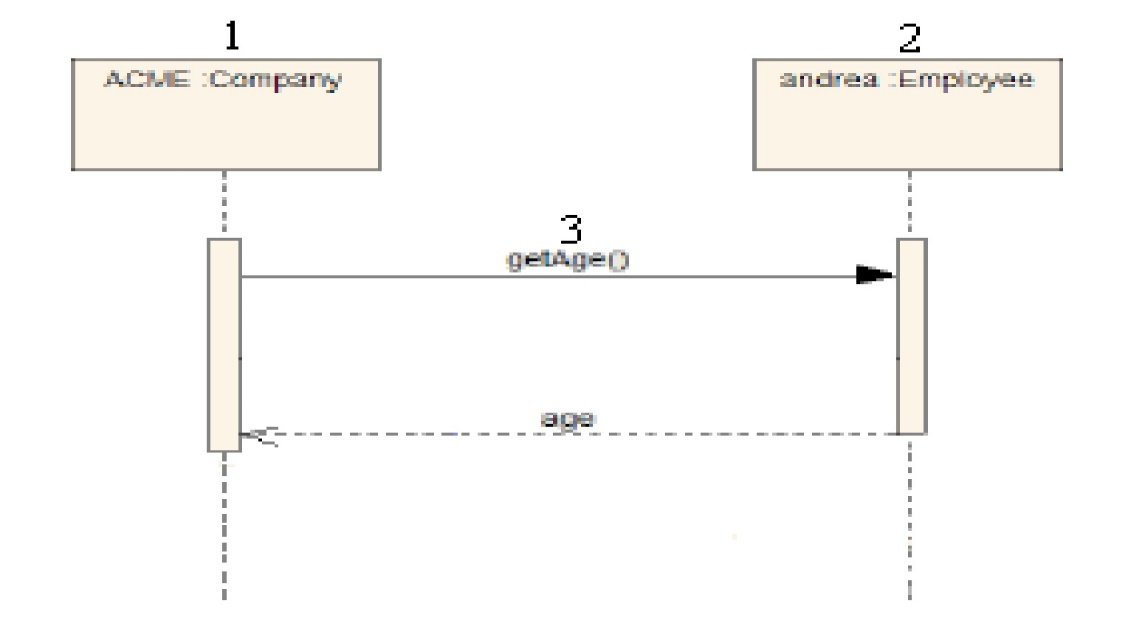 1
2
ACME :Company
andrea :Employee
3
getAge()
age